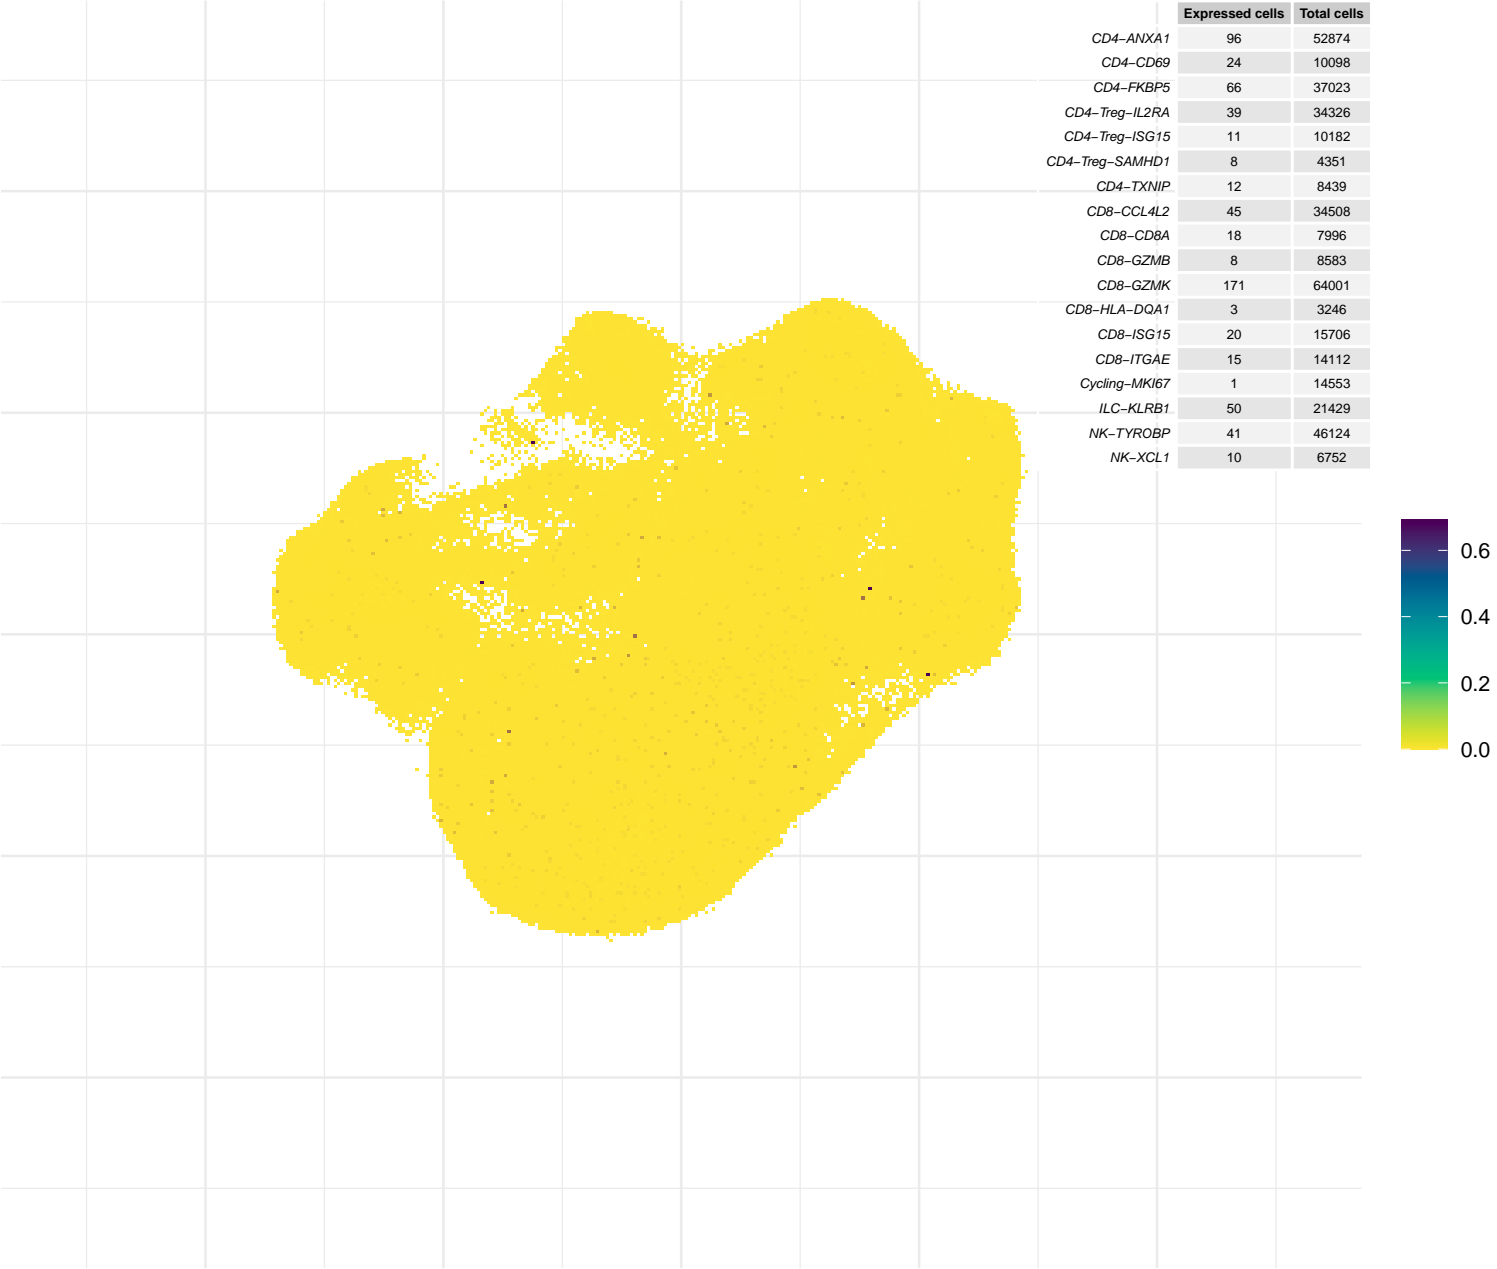 Expressed cells Total cells
CD4−ANXA1 96 52874
CD4−CD69 24 10098
CD4−FKBP5 66 37023
CD4−Treg−IL2RA 39 34326
CD4−Treg−ISG15 11 10182
CD4−Treg−SAMHD1 8 4351
CD4−TXNIP 12 8439
CD8−CCL4L2 45 34508
CD8−CD8A 18 7996
CD8−GZMB 8 8583
CD8−GZMK 171 64001
CD8−HLA−DQA1 3 3246
CD8−ISG15 20 15706
CD8−ITGAE 15 14112
Cycling−MKI67 1 14553
ILC−KLRB1 50 21429
NK−TYROBP 41 46124
NK−XCL1 10 6752
0.6
0.4
0.2
0.0